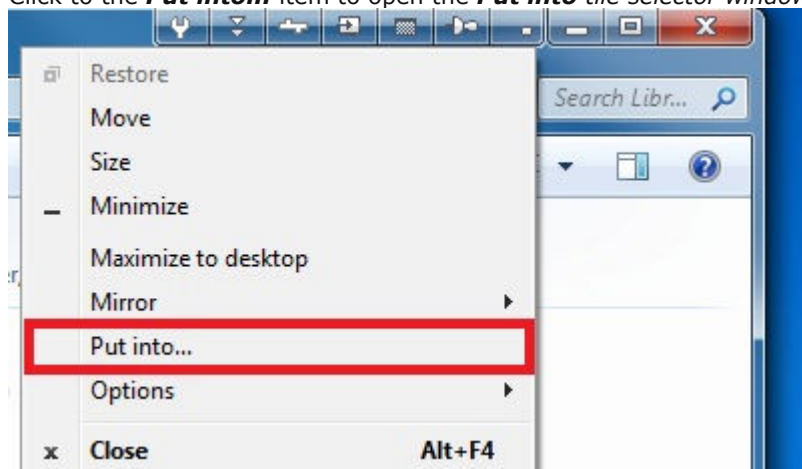 Click to the Put into... item to open the Put into tile selector window
Restore
Search Libr...
Move
Size
Minimize
Maximize to desktop
Mirror
Put into...
Options
x Close Alt+F4